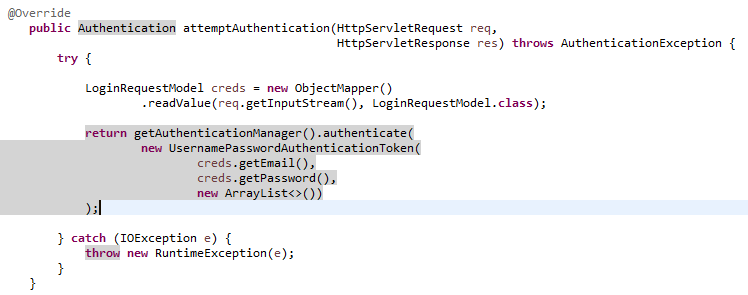 @Override
public Authentication attemptAuthentication(HttpServletRequest req,
HttpServletResponse res) throws AuthenticationException {
try {
LoginRequestModel creds = new ObjectMapper()
.readValue(req.getInputStream(), LoginRequestModel.class);
return getAuthenticationManager().authenticate(
new UsernamePasswordAuthenticationToken(
creds.getEmail(),
creds.getPassword(),
new ArrayList<>())
);
} catch (IOException e) {
throw new RuntimeException(e);
}
}